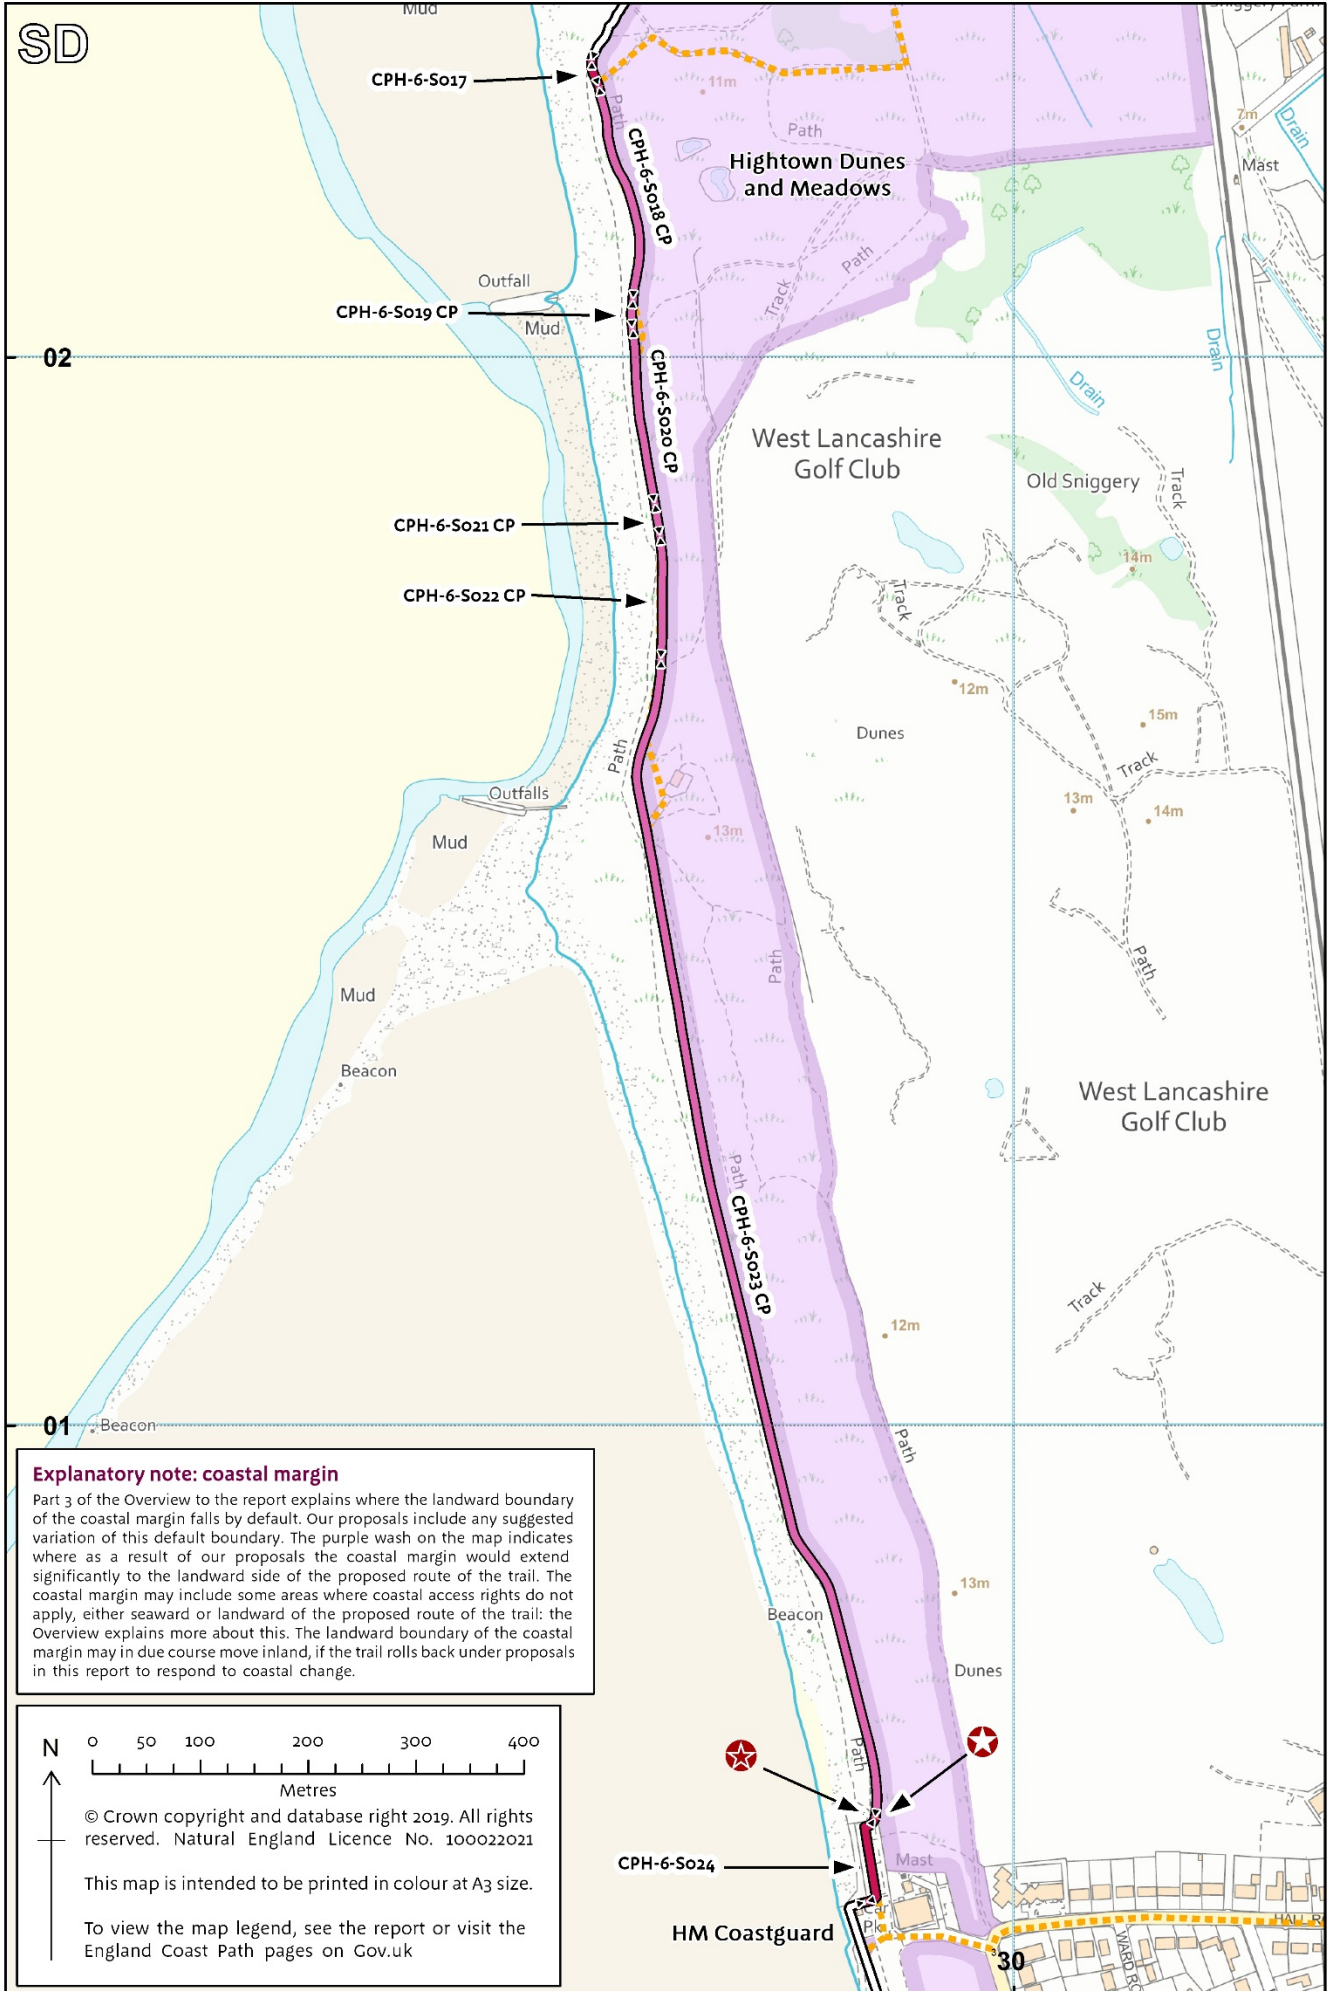 Mud
SD
CPH-6-S017
Path
11m
7m
Drain
Path
CPH-6-S018 CP
Hightown Dunes
and Meadows
Mast
Path
Track
Outfall
CPH-6-S019 CP
Mud
02
Drain
Drain
CPH-6-S020 CP
West Lancashire
Golf Club
Old Sniggery
Track
CPH-6-S021 CP
14m
CPH-6-S022 CP
Track
12m
15m
Dunes
Path
Track
Outfalls
13m
14m
Mud
13m
Path
Path
Mud
Beacon
West Lancashire
Golf Club
Path
CPH-6-S023 CP
Track
12m
01
Beacon
Path
Explanatory note: coastal margin
Part 3 of the Overview to the report explains where the landward boundary
of the coastal margin falls by default. Our proposals include any suggested
variation of this default boundary. The purple wash on the map indicates
where as a result of our proposals the coastal margin would extend
significantly to the landward side of the proposed route of the trail. The
coastal margin may include some areas where coastal access rights do not
apply, either seaward or landward of the proposed route of the trail: the
Overview explains more about this. The landward boundary of the coastal
margin may in due course move inland, if the trail rolls back under proposals
in this report to respond to coastal change.
13m
Beacon
Dunes
Path
N
0 50 100 200 300 400
Metres
© Crown copyright and database right 2019. All rights
reserved. Natural England Licence No. 100022021
This map is intended to be printed in colour at A3 size.
To view the map legend, see the report or visit the
England Coast Path pages on Gov.uk
CPH-6-S024
Mast
HM Coastguard
30